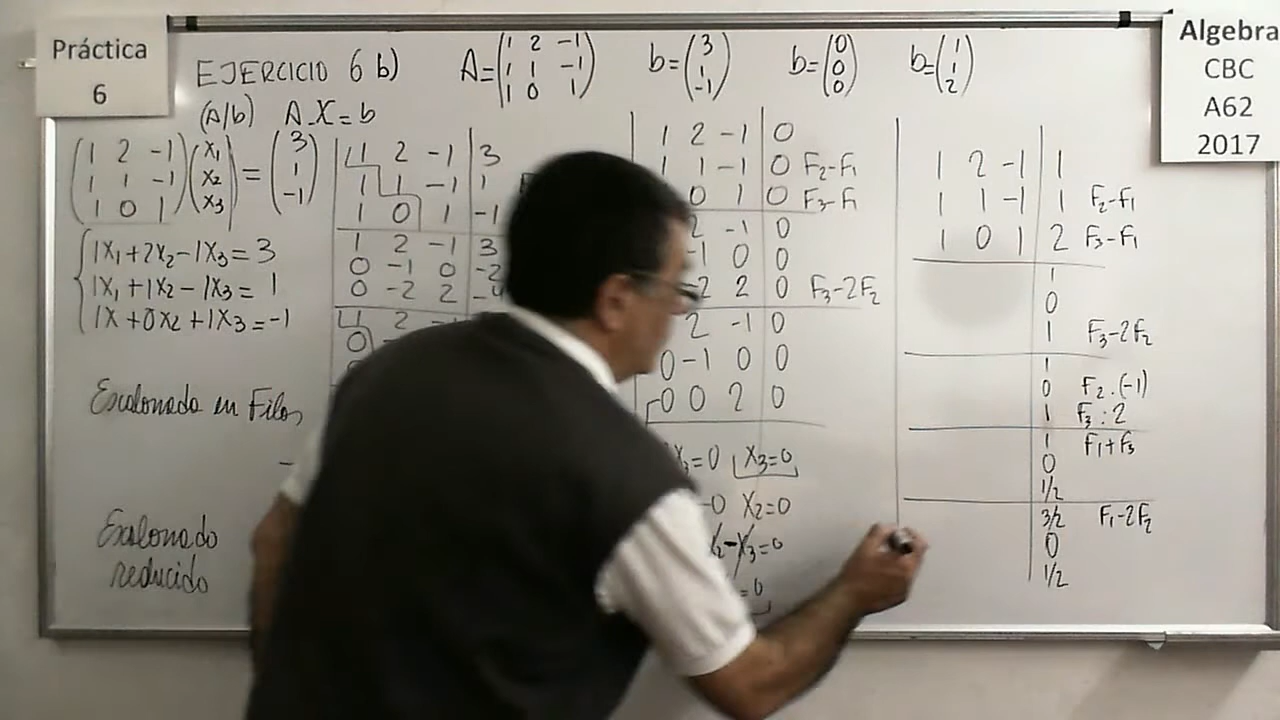 Práctica
6
Algebra
CBC
A62
2017
EJERCICIO 6 b)
A= ( 1 2 -1
1 1 -1
1 0 1 )
b= ( 3
1
-1 )
b= ( 0
0
0 )
b= ( 1
1
2 )
(A/b) A.X=b
( 1 2 -1
1 1 -1
1 0 1 ) ( x1
x2
x3 ) = ( 3
1
-1 )
1x1+2x2-1x3=3
1x1+1x2-1x3=1
1x+0x2+1x3=-1
Escalonada en Filas
Escalonado
reducido
1 2 -1 3
1 1 -1 1
1 0 1 -1
1 2 -1 3
0 -1 0 -2
0 -2 2
1 2
0
1 2 -1 0
1 1 -1 0 F2-F1
0 1 0 F3-F1
2 -1 0
-1 0 0
-2 2 0 F3-2F2
2 -1 0
0 -1 0 0
0 0 2 0
=0 x3=0
x2=0
-x3=0
=0
1 2 -1 1
1 1 -1 1 F2-F1
1 0 1 2 F3-F1
1
0
1 F3-2F2
1
0 F2.(-1)
1 F3:2
1 F1+F3
0
1/2
3/2 F1-2F2
0
1/2